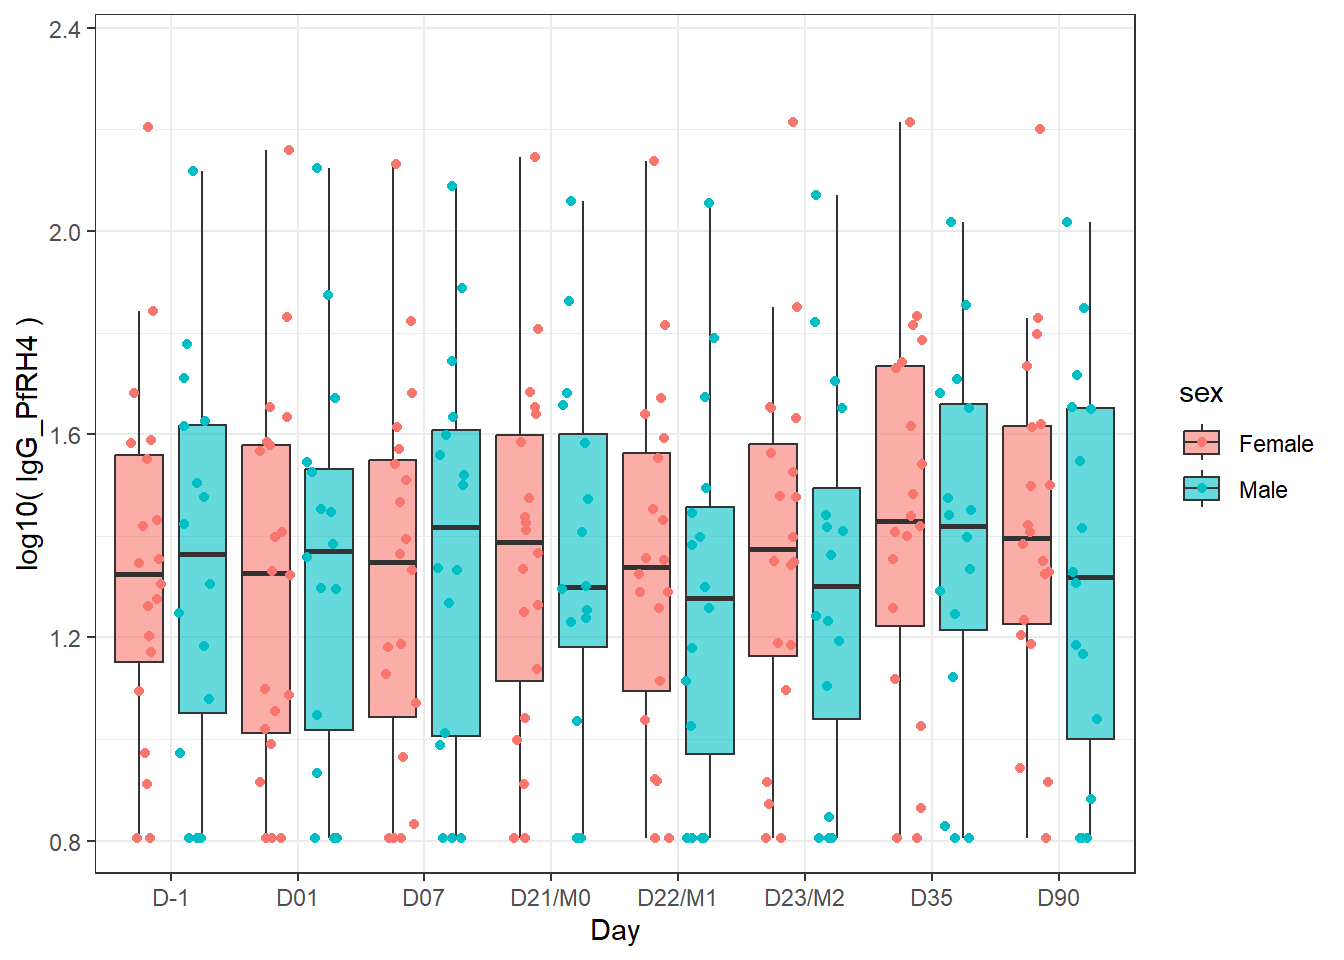 2.4
2.0
1.6
1.2
0.8
log10( IgG_PfRH4 )
D-1 D01 D07 D21/M0 D22/M1 D23/M2 D35 D90
Day
sex
Female
Male